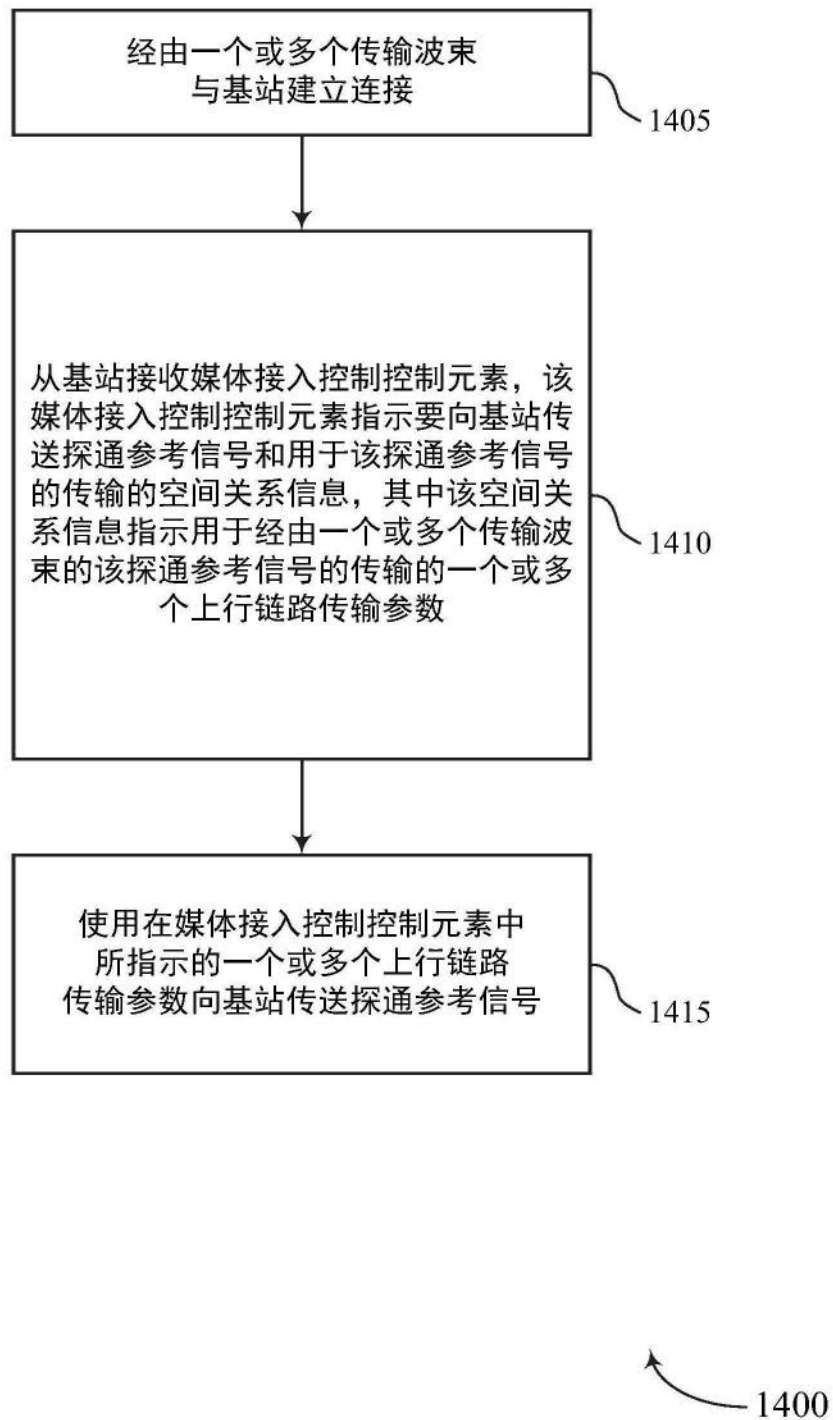 经由一个或多个传输波束
与基站建立连接
1405
从基站接收媒体接入控制控制元素，该
媒体接入控制控制元素指示要向基站传
送探通参考信号和用于该探通参考信号
的传输的空间关系信息，其中该空间关
系信息指示用于经由一个或多个传输波
束的该探通参考信号的传输的一个或多
个上行链路传输参数
1410
使用在媒体接入控制控制元素中
所指示的一个或多个上行链路
传输参数向基站传送探通参考信号
1415
1400